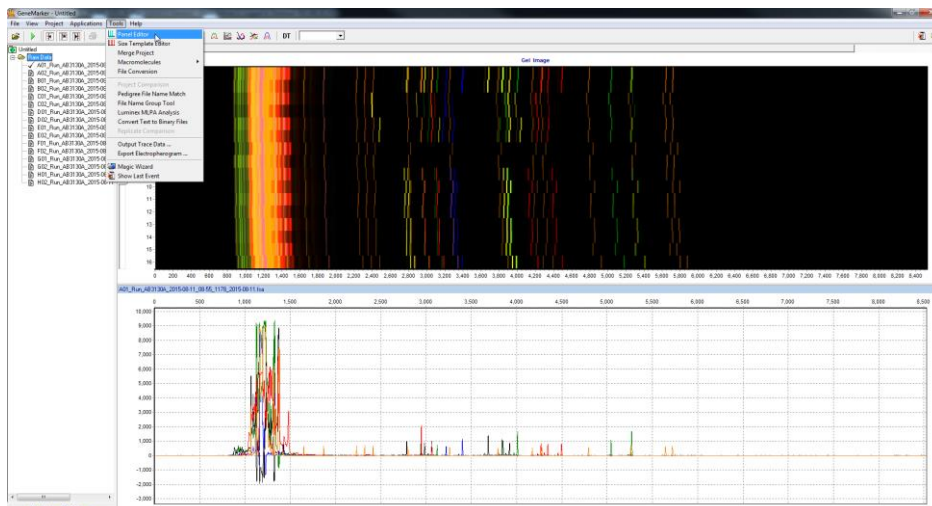 GeneMarker - Untitled
File View Project Applications Tools Help
DT
Untitled
Raw Data
A01_Run_AB3130A_2015-08
A02_Run_AB3130A_2015-08
B01_Run_AB3130A_2015-08
B02_Run_AB3130A_2015-08
C01_Run_AB3130A_2015-08
C02_Run_AB3130A_2015-08
D01_Run_AB3130A_2015-08
D02_Run_AB3130A_2015-08
E01_Run_AB3130A_2015-08
E02_Run_AB3130A_2015-08
F01_Run_AB3130A_2015-08
F02_Run_AB3130A_2015-08
G01_Run_AB3130A_2015-08
G02_Run_AB3130A_2015-08
H01_Run_AB3130A_2015-08
H02_Run_AB3130A_2015-08-11
Panel Editor
Size Template Editor
Merge Project
Macromolecules
File Conversion
Project Comparison
Pedigree File Name Match
File Name Group Tool
Luminex MLPA Analysis
Convert Text to Binary Files
Replicate Comparison
Output Trace Data ...
Export Electropherogram ...
Magic Wizard
Show Last Event
Gel Image
10
11
12
13
14
15
16
0 200 400 600 800 1,000 1,200 1,400 1,600 1,800 2,000 2,200 2,400 2,600 2,800 3,000 3,200 3,400 3,600 3,800 4,000 4,200 4,400 4,600 4,800 5,000 5,200 5,400 5,600 5,800 6,000 6,200 6,400 6,600 6,800 7,000 7,200 7,400 7,600 7,800 8,000 8,200 8,400
A01_Run_AB3130A_2015-08-11_08-55_1178_2015-08-11.fsa
0 500 1,000 1,500 2,000 2,500 3,000 3,500 4,000 4,500 5,000 5,500 6,000 6,500 7,000 7,500 8,000 8,500
10,000
9,000
8,000
7,000
6,000
5,000
4,000
3,000
2,000
1,000
0
-1,000
-2,000
-3,000